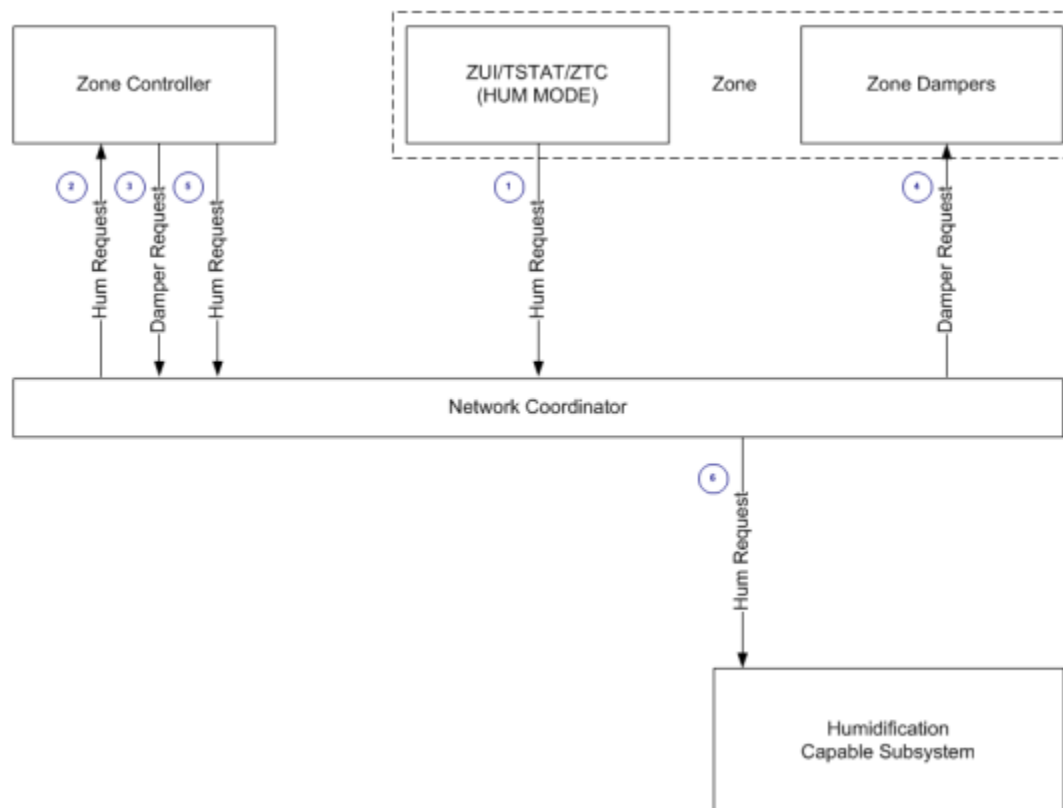 Zone Controller
ZUI/TSTAT/ZTC
(HUM MODE)
Zone
Zone Dampers
2
3
5
1
4
Hum Request
Damper Request
Hum Request
Hum Request
Damper Request
Network Coordinator
6
Hum Request
Humidification
Capable Subsystem